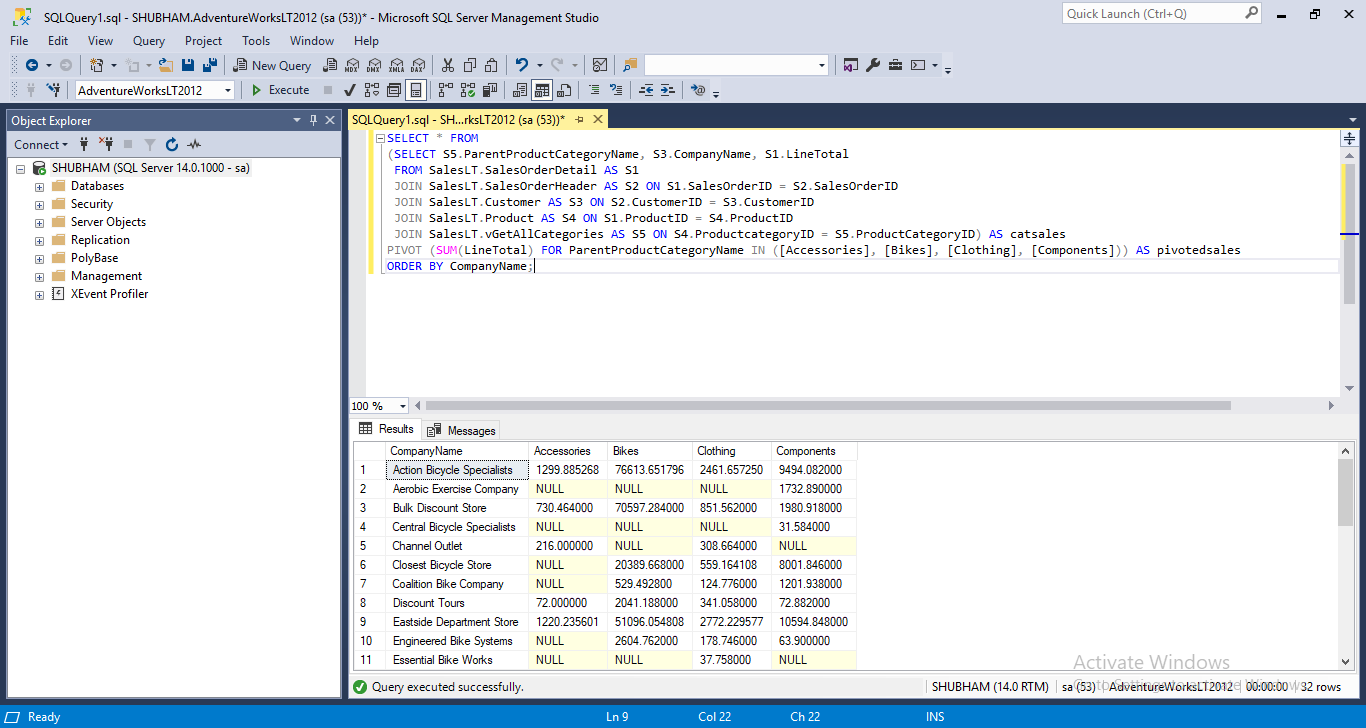 SQLQuery1.sql - SHUBHAM.AdventureWorksLT2012 (sa (53))* - Microsoft SQL Server Management Studio
Quick Launch (Ctrl+Q)
File Edit View Query Project Tools Window Help
New Query MDX DMX XMLA DAX
AdventureWorksLT2012 Execute
Object Explorer
Connect
SHUBHAM (SQL Server 14.0.1000 - sa)
Databases
Security
Server Objects
Replication
PolyBase
Management
XEvent Profiler
SQLQuery1.sql - SH...rksLT2012 (sa (53))*
SELECT * FROM
(SELECT S5.ParentProductCategoryName, S3.CompanyName, S1.LineTotal
FROM SalesLT.SalesOrderDetail AS S1
JOIN SalesLT.SalesOrderHeader AS S2 ON S1.SalesOrderID = S2.SalesOrderID
JOIN SalesLT.Customer AS S3 ON S2.CustomerID = S3.CustomerID
JOIN SalesLT.Product AS S4 ON S1.ProductID = S4.ProductID
JOIN SalesLT.vGetAllCategories AS S5 ON S4.ProductcategoryID = S5.ProductCategoryID) AS catsales
PIVOT (SUM(LineTotal) FOR ParentProductCategoryName IN ([Accessories], [Bikes], [Clothing], [Components])) AS pivotedsales
ORDER BY CompanyName;
100 %
Results Messages
CompanyName Accessories Bikes Clothing Components
1 Action Bicycle Specialists 1299.885268 76613.651796 2461.657250 9494.082000
2 Aerobic Exercise Company NULL NULL NULL 1732.890000
3 Bulk Discount Store 730.464000 70597.284000 851.562000 1980.918000
4 Central Bicycle Specialists NULL NULL NULL 31.584000
5 Channel Outlet 216.000000 NULL 308.664000 NULL
6 Closest Bicycle Store NULL 20389.668000 559.164108 8001.846000
7 Coalition Bike Company NULL 529.492800 124.776000 1201.938000
8 Discount Tours 72.000000 2041.188000 341.058000 72.882000
9 Eastside Department Store 1220.235601 51096.054808 2772.229577 10594.848000
10 Engineered Bike Systems NULL 2604.762000 178.746000 63.900000
11 Essential Bike Works NULL NULL 37.758000 NULL
Activate Windows
Go to Settings to activate Windows.
Query executed successfully. SHUBHAM (14.0 RTM) sa (53) AdventureWorksLT2012 00:00:00 32 rows
Ready Ln 9 Col 22 Ch 22 INS